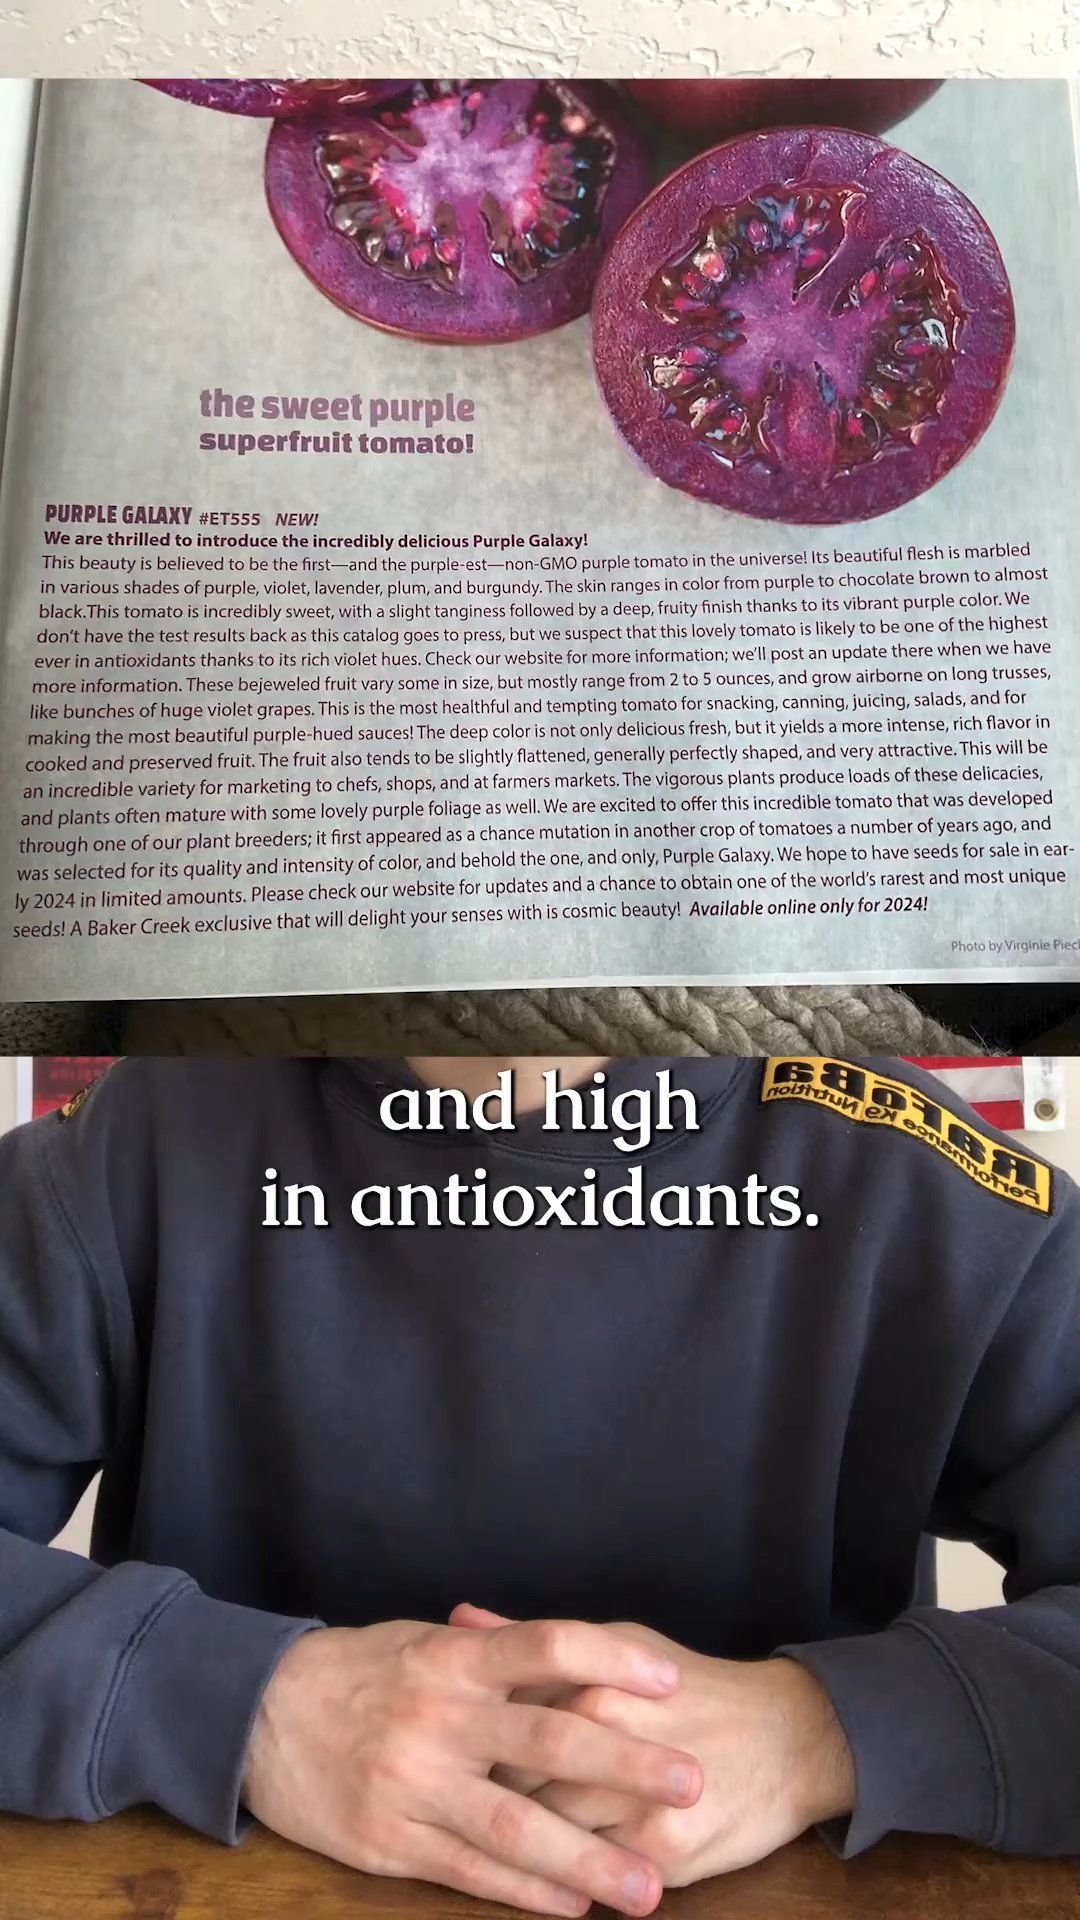 the sweet purple
superfruit tomato!
PURPLE GALAXY #ET555 NEW!
We are thrilled to introduce the incredibly delicious Purple Galaxy!
This beauty is believed to be the first—and the purple-est—non-GMO purple tomato in the universe! Its beautiful flesh is marbled
in various shades of purple, violet, lavender, plum, and burgundy. The skin ranges in color from purple to chocolate brown to almost
black.This tomato is incredibly sweet, with a slight tanginess followed by a deep, fruity finish thanks to its vibrant purple color. We
don't have the test results back as this catalog goes to press, but we suspect that this lovely tomato is likely to be one of the highest
ever in antioxidants thanks to its rich violet hues. Check our website for more information; we'll post an update there when we have
more information. These bejeweled fruit vary some in size, but mostly range from 2 to 5 ounces, and grow airborne on long trusses,
like bunches of huge violet grapes. This is the most healthful and tempting tomato for snacking, canning, juicing, salads, and for
making the most beautiful purple-hued sauces! The deep color is not only delicious fresh, but it yields a more intense, rich flavor in
cooked and preserved fruit. The fruit also tends to be slightly flattened, generally perfectly shaped, and very attractive. This will be
an incredible variety for marketing to chefs, shops, and at farmers markets. The vigorous plants produce loads of these delicacies,
and plants often mature with some lovely purple foliage as well. We are excited to offer this incredible tomato that was developed
through one of our plant breeders; it first appeared as a chance mutation in another crop of tomatoes a number of years ago, and
was selected for its quality and intensity of color, and behold the one, and only, Purple Galaxy. We hope to have seeds for sale in ear-
ly 2024 in limited amounts. Please check our website for updates and a chance to obtain one of the world's rarest and most unique
seeds! A Baker Creek exclusive that will delight your senses with is cosmic beauty! Available online only for 2024!
Photo by Virginie
and high
in antioxidants.
Performance K9 Nutrition